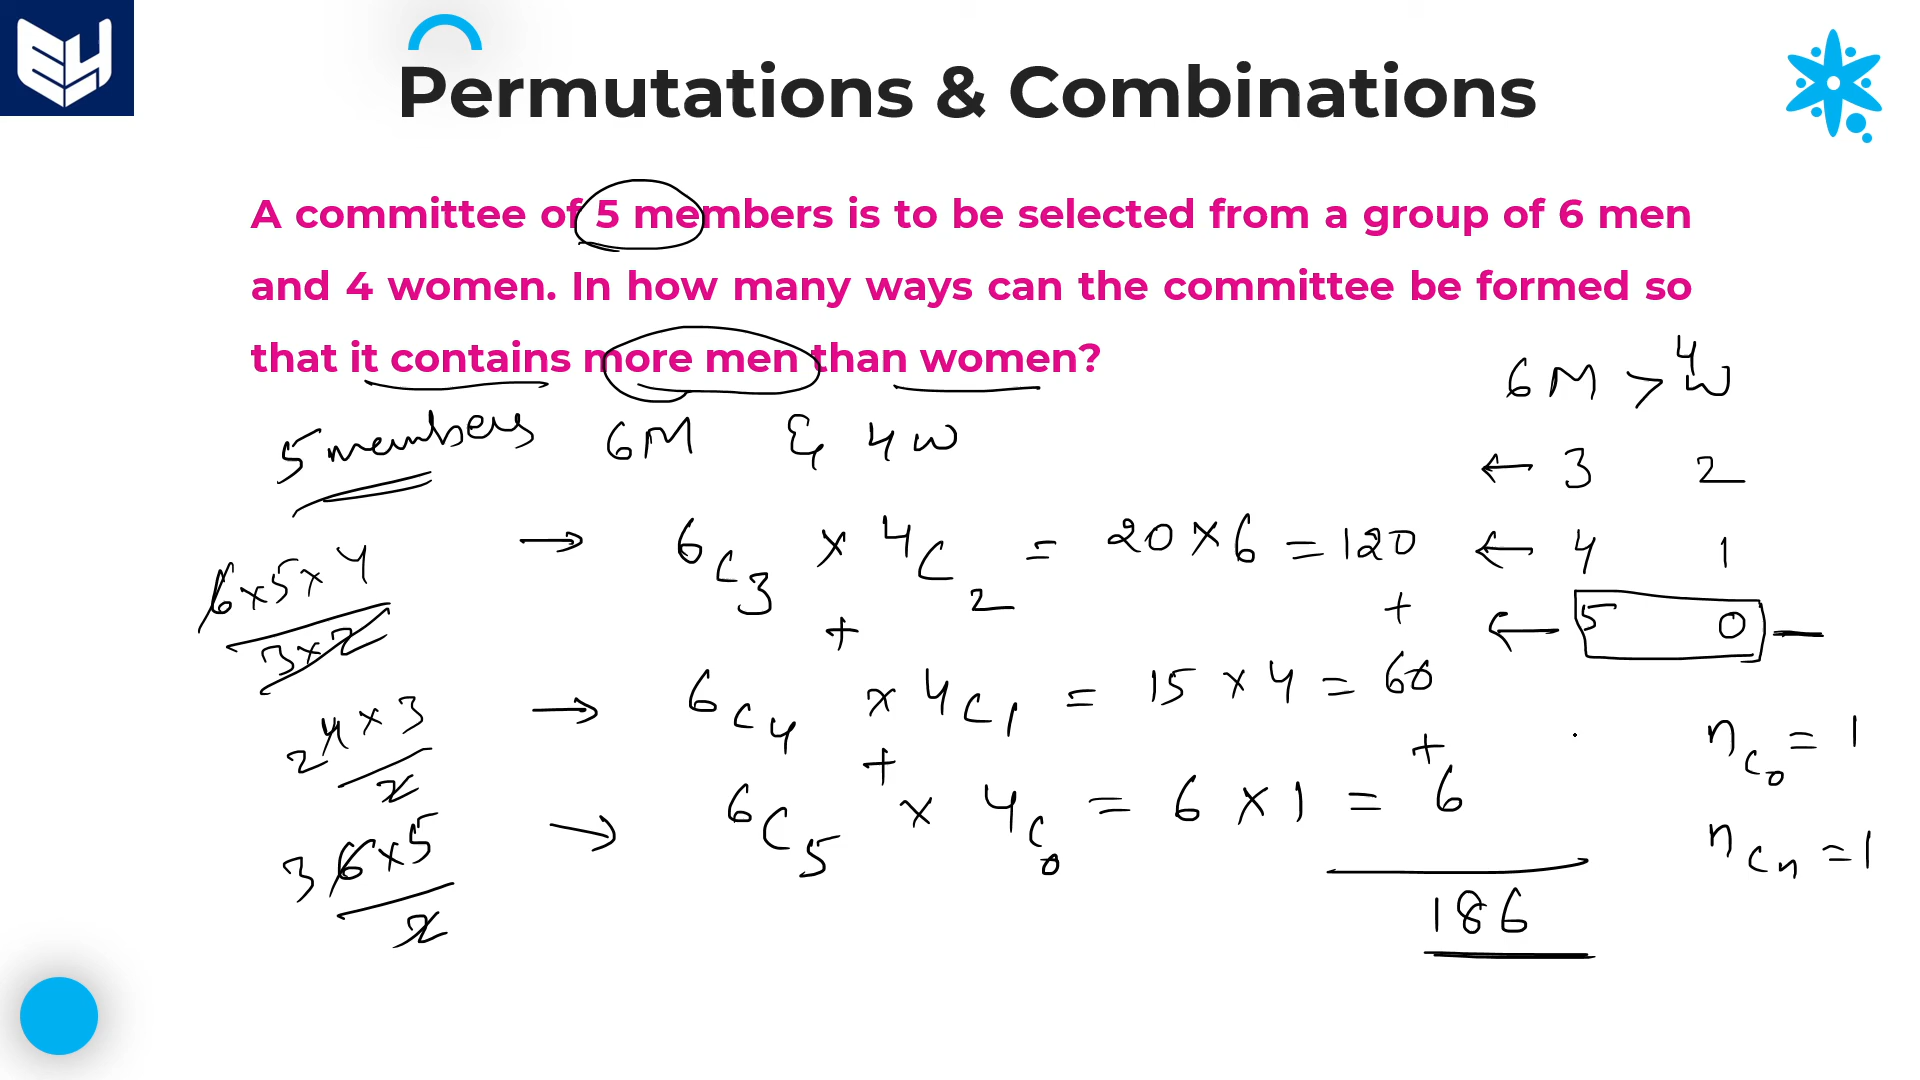 Permutations & Combinations
A committee of 5 members is to be selected from a group of 6 men
and 4 women. In how many ways can the committee be formed so
that it contains more men than women?
6M > 4W
5 members 6M & 4W
3 2
6C3 × 4C2 = 20 × 6 = 120
4 1
6×5×4
3×2
+ +
5 0
6C4 × 4C1 = 15 × 4 = 60
2 4 × 3
2
+ +
nC0 = 1
6C5 × 4C0 = 6 × 1 = 6
3 6×5
2
nCn = 1
186